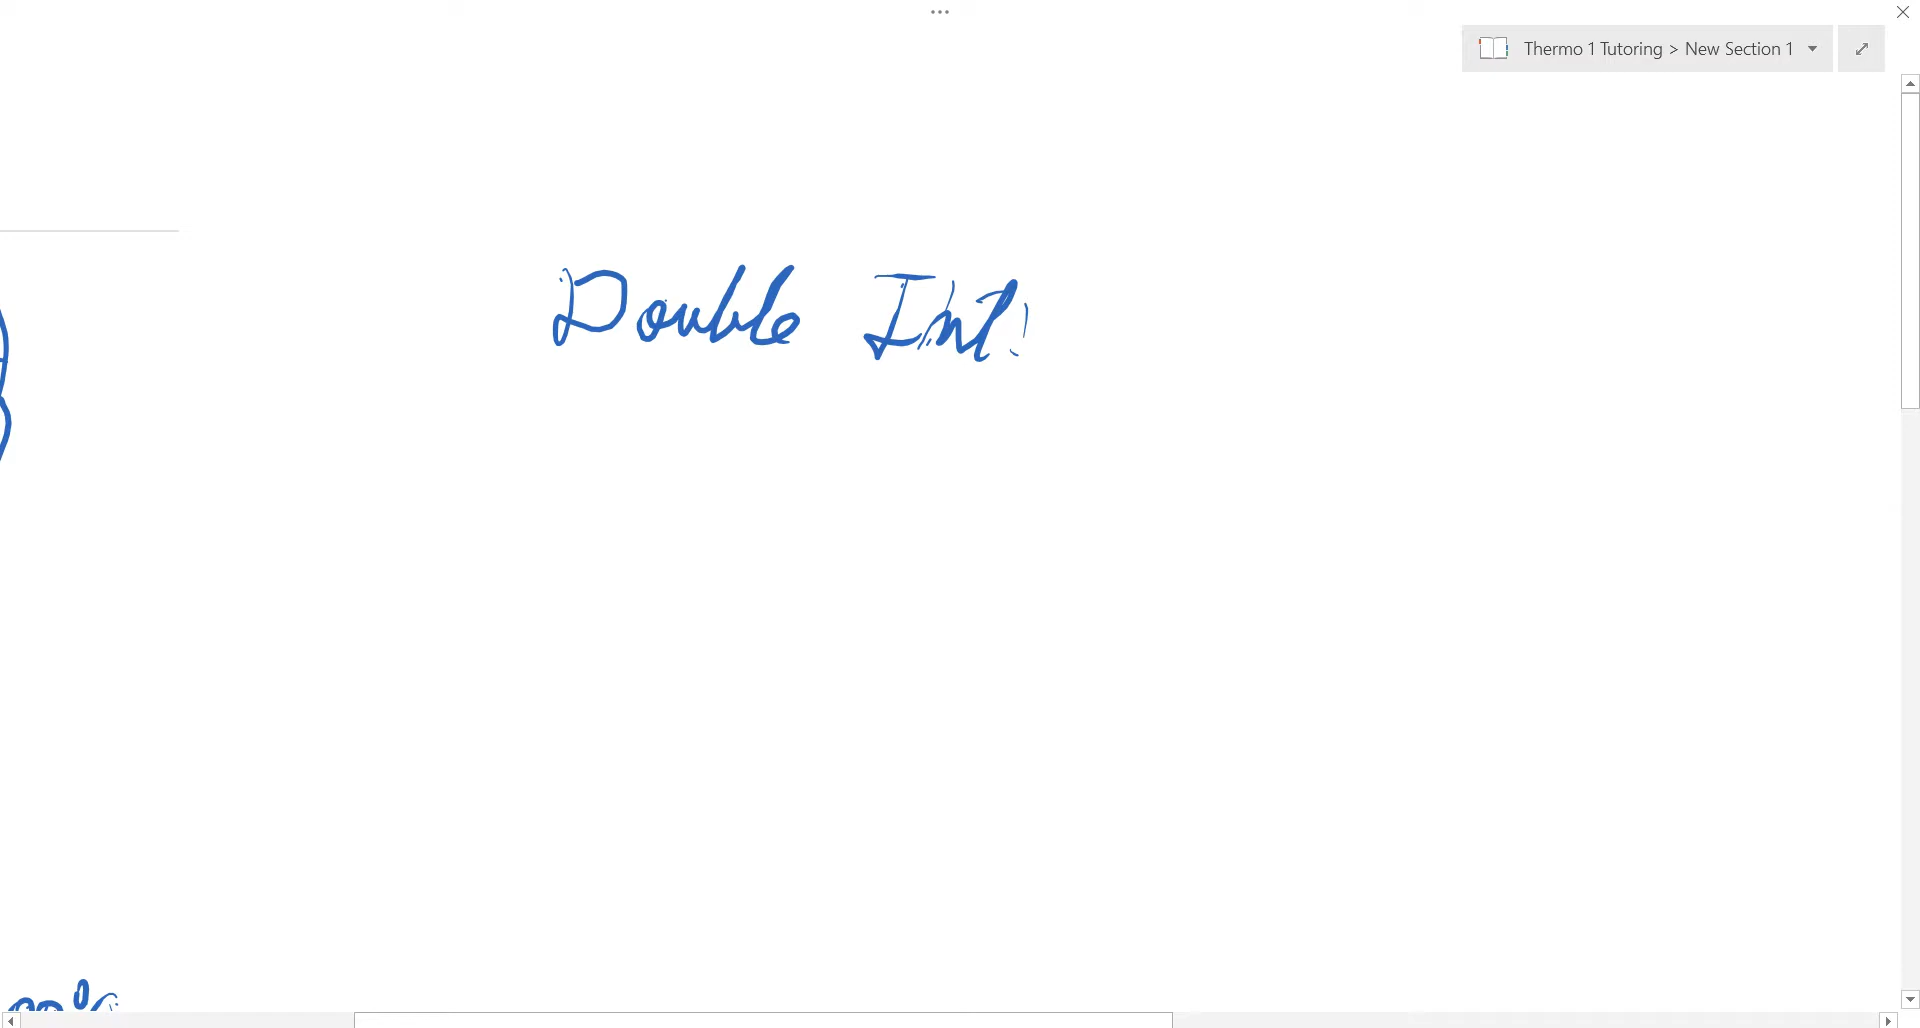 Thermo 1 Tutoring > New Section 1
Double Int